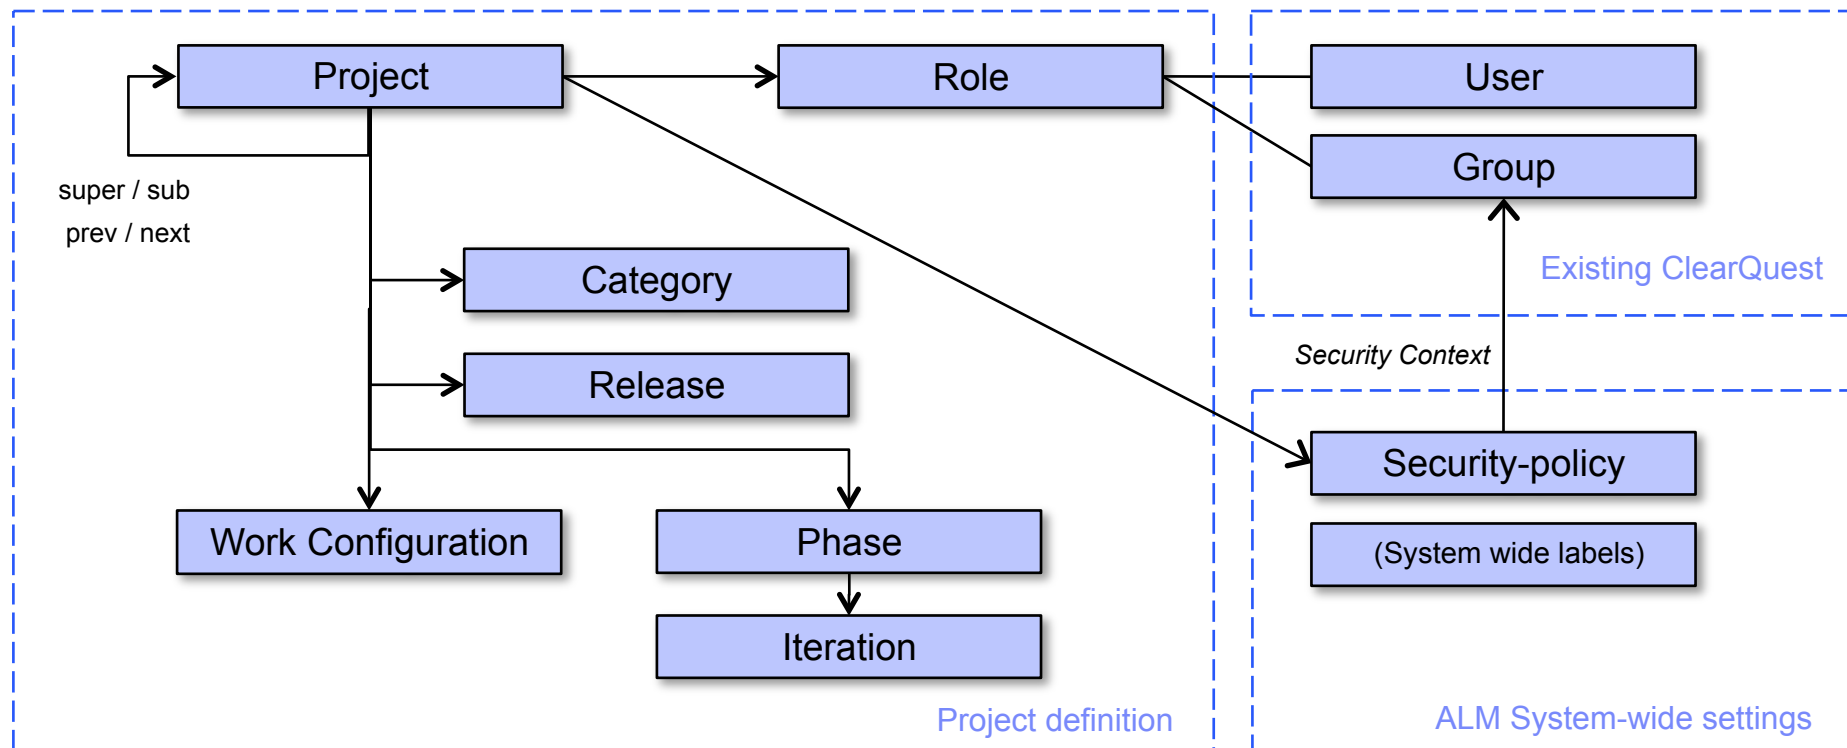 Project
Role
User
Group
super / sub
prev / next
Category
Existing ClearQuest
Security Context
Release
Security-policy
Work Configuration
Phase
(System wide labels)
Iteration
Project definition
ALM System-wide settings